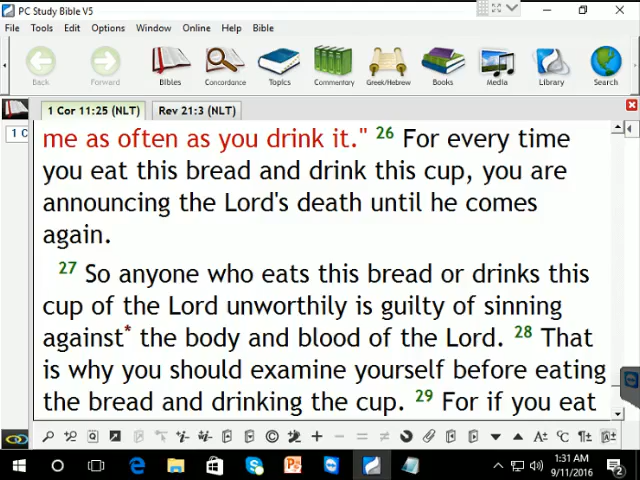 PC Study Bible V5
File Tools Edit Options Window Online Help Bible
Back Forward Bibles Concordance Topics Commentary Greek/Hebrew Books Media Library Search
1 Cor 11:25 (NLT) Rev 21:3 (NLT)
1 C
me as often as you drink it." 26 For every time
you eat this bread and drink this cup, you are
announcing the Lord's death until he comes
again.
27 So anyone who eats this bread or drinks this
cup of the Lord unworthily is guilty of sinning
against* the body and blood of the Lord. 28 That
is why you should examine yourself before eating
the bread and drinking the cup. 29 For if you eat
1:31 AM
9/11/2016
2